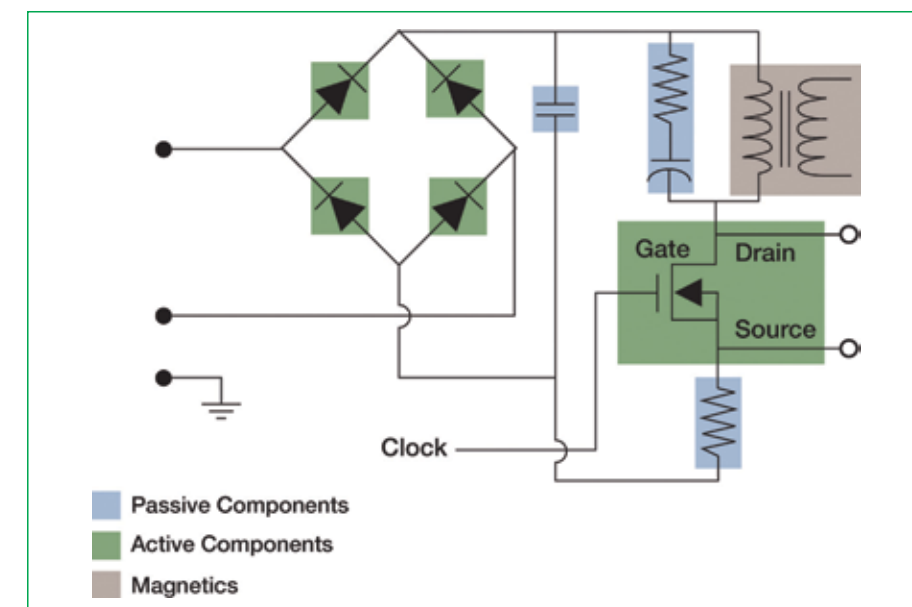 Gate
Drain
Source
Clock
Passive Components
Active Components
Magnetics